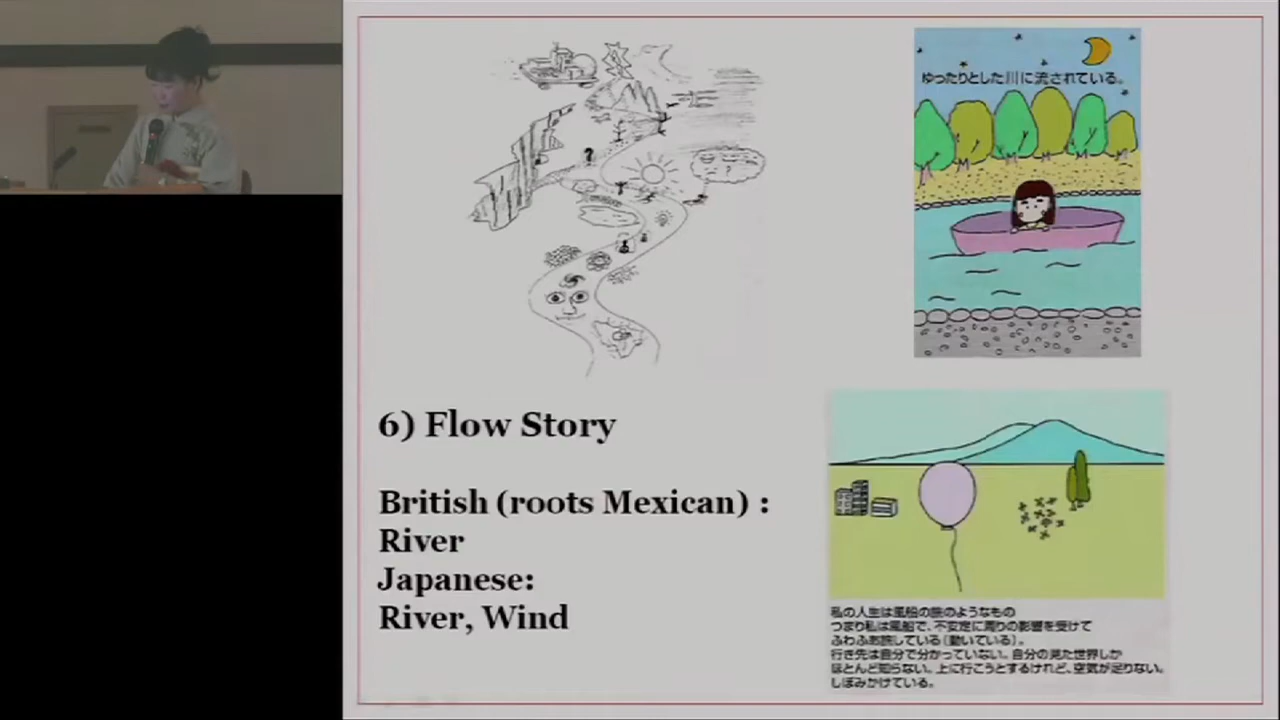 ゆったりとした川に流されている。
6) Flow Story
British (roots Mexican) :
River
Japanese:
River, Wind
私の人生は風船の旅のようなもの
つまり私は風船で、不安定に周りの影響を受けて
ふわふわ旅している(動いている)。
行き先は自分で分かっていない。自分の見た世界しか
ほとんど知らない。上に行こうとするけれど、空気が足りない。
しぼみかけている。